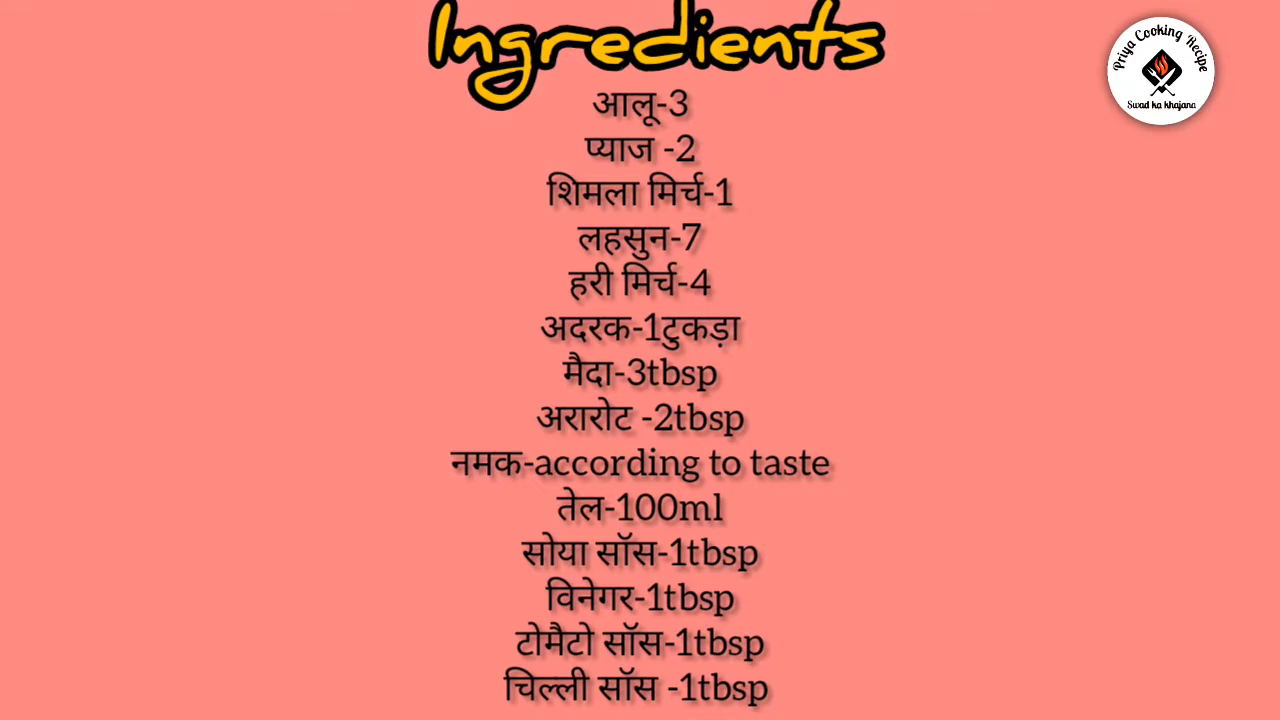 Ingredients
Priya Cooking Recipe
Swad ka khajana
आलू-3
प्याज -2
शिमला मिर्च-1
लहसुन-7
हरी मिर्च-4
अदरक-1टुकड़ा
मैदा-3tbsp
अरारोट -2tbsp
नमक-according to taste
तेल-100ml
सोया सॉस-1tbsp
विनेगर-1tbsp
टोमैटो सॉस-1tbsp
चिल्ली सॉस -1tbsp